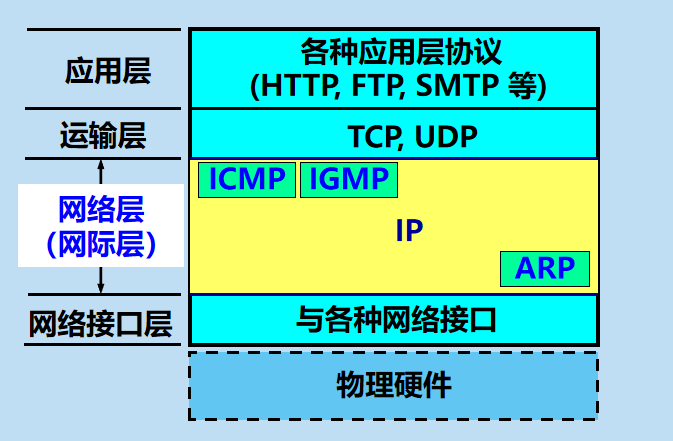 应用层
各种应用层协议
(HTTP, FTP, SMTP 等)
运输层
TCP, UDP
ICMP
IGMP
网络层
（网际层）
IP
ARP
网络接口层
与各种网络接口
物理硬件